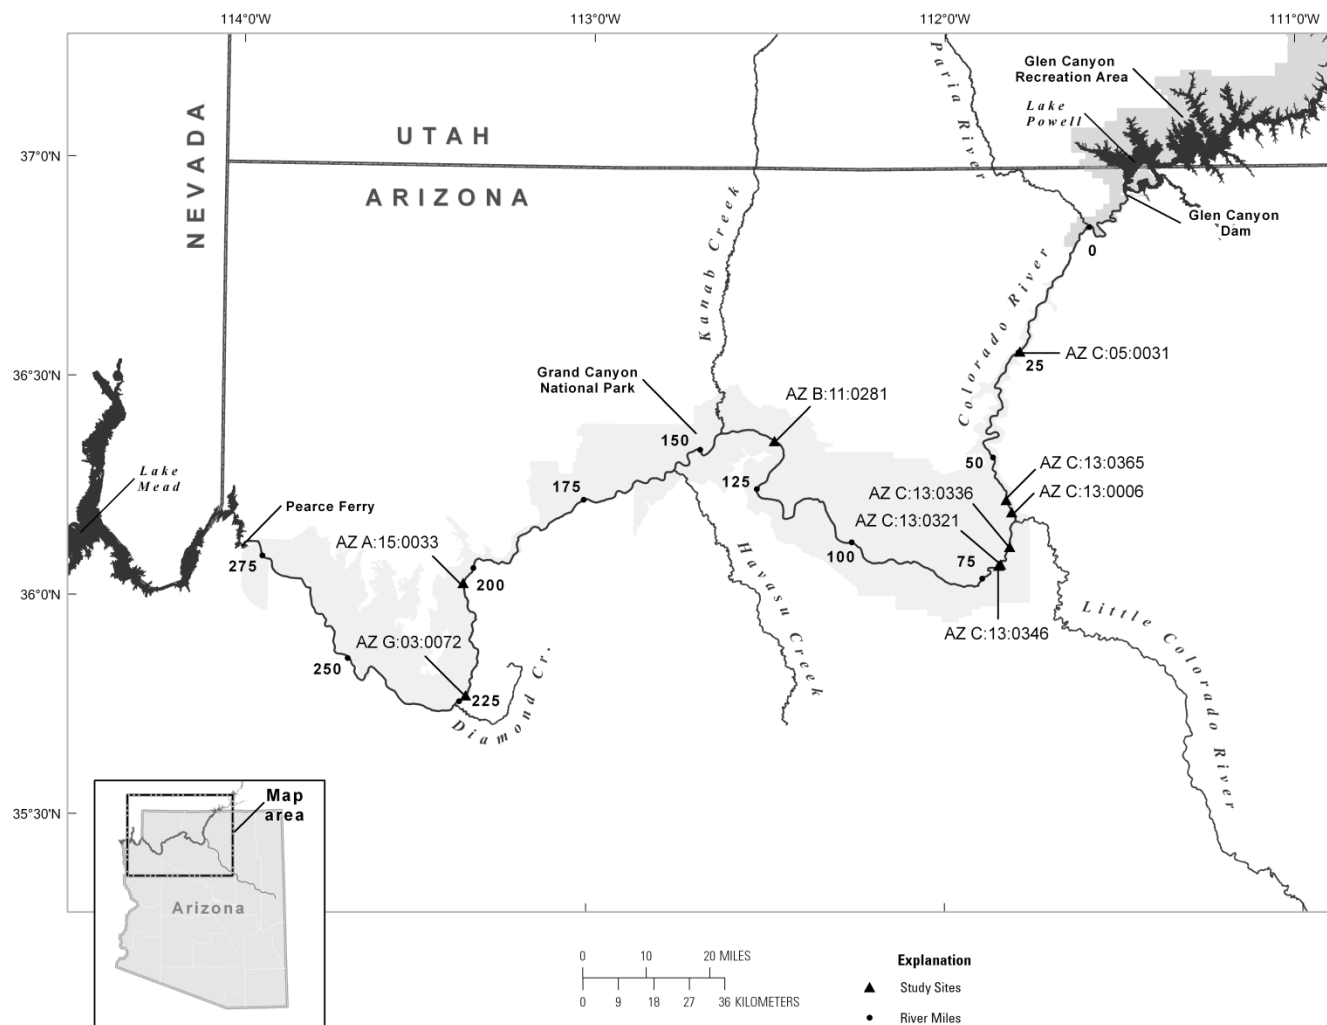 114°0'W
113°0'W
112°0'W
111°0'W
37°0'N
36°30'N
36°0'N
35°30'N
NEVADA
UTAH
ARIZONA
Paria River
Glen Canyon
Recreation Area
Lake
Powell
Glen Canyon
Dam
0
Kanab Creek
Colorado River
AZ C:05:0031
25
Grand Canyon
National Park
AZ B:11:0281
150
50
AZ C:13:0365
AZ C:13:0006
AZ C:13:0336
AZ C:13:0321
Lake
Mead
175
125
Pearce Ferry
AZ A:15:0033
275
200
100
75
Havasu Creek
AZ C:13:0346
Little Colorado River
AZ G:03:0072
250
225
Diamond Cr.
Map
area
Arizona
0 10 20 MILES
0 9 18 27 36 KILOMETERS
Explanation
Study Sites
River Miles